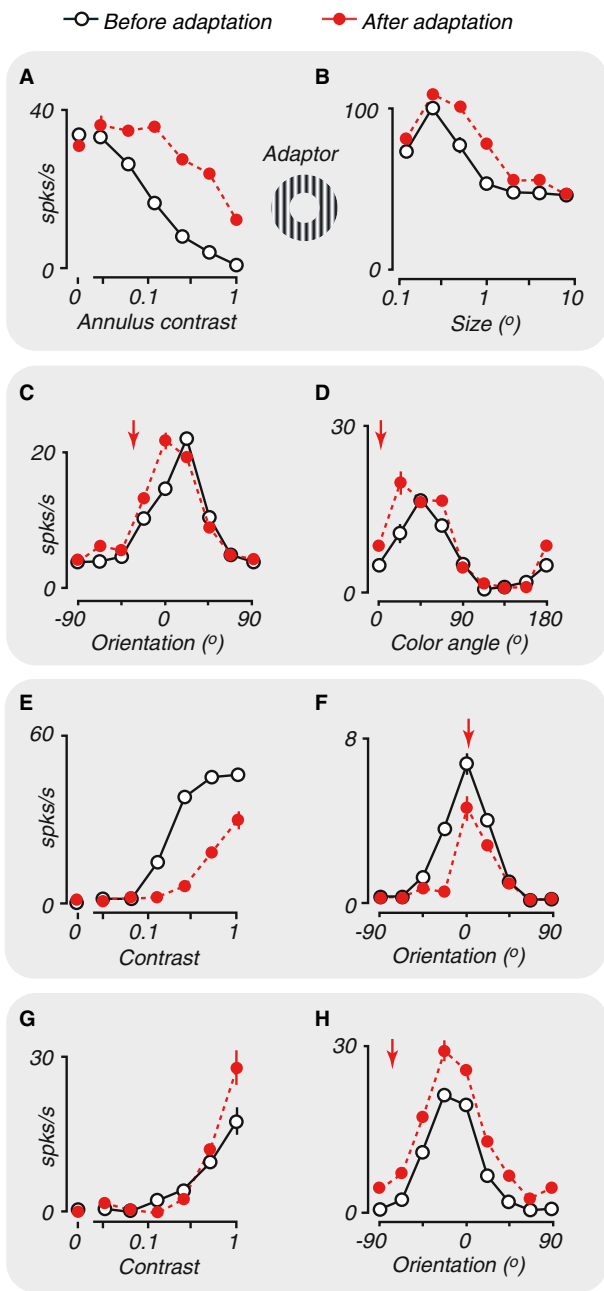 Before adaptation After adaptation
A B
40 100
Adaptor
spks/s
0 0
0 0.1 1 0.1 1 10
Annulus contrast Size (º)
C D
20 30
spks/s
0 0
-90 0 90 0 90 180
Orientation (º) Color angle (º)
E F
60 8
spks/s
0 0
0 0.1 1 -90 0 90
Contrast Orientation (º)
G H
30 30
spks/s
0 0
0 0.1 1 -90 0 90
Contrast Orientation (º)